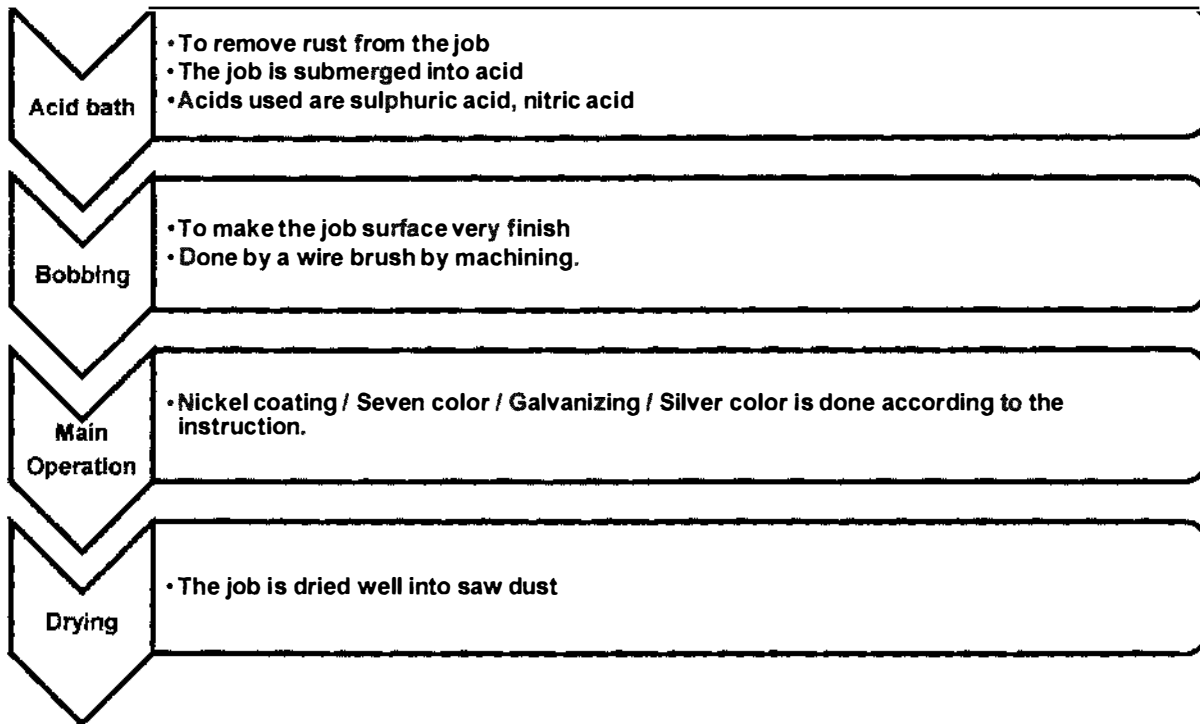 Acid bath
• To remove rust from the job
• The job is submerged into acid
• Acids used are sulphuric acid, nitric acid
Bobbing
• To make the job surface very finish
• Done by a wire brush by machining.
Main
Operation
• Nickel coating / Seven color / Galvanizing / Silver color is done according to the
instruction.
Drying
• The job is dried well into saw dust